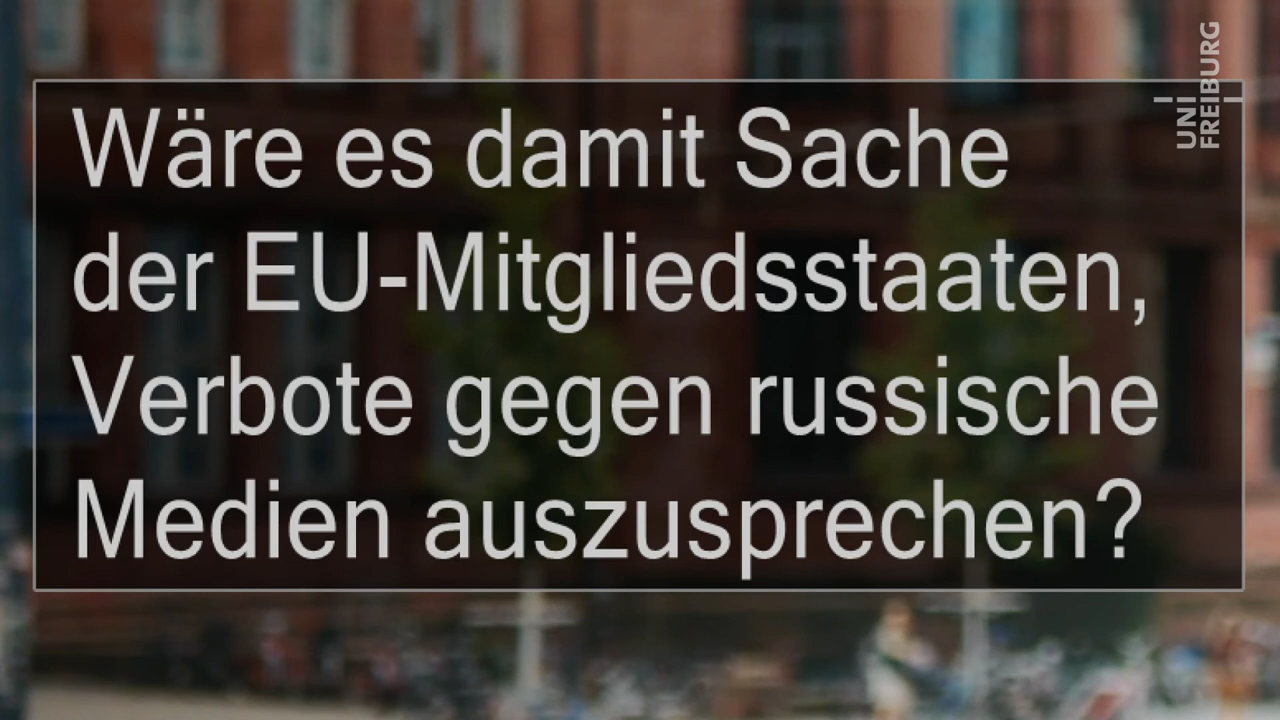 Wäre es damit Sache
der EU-Mitgliedsstaaten,
Verbote gegen russische
Medien auszusprechen?
UNI
FREIBURG